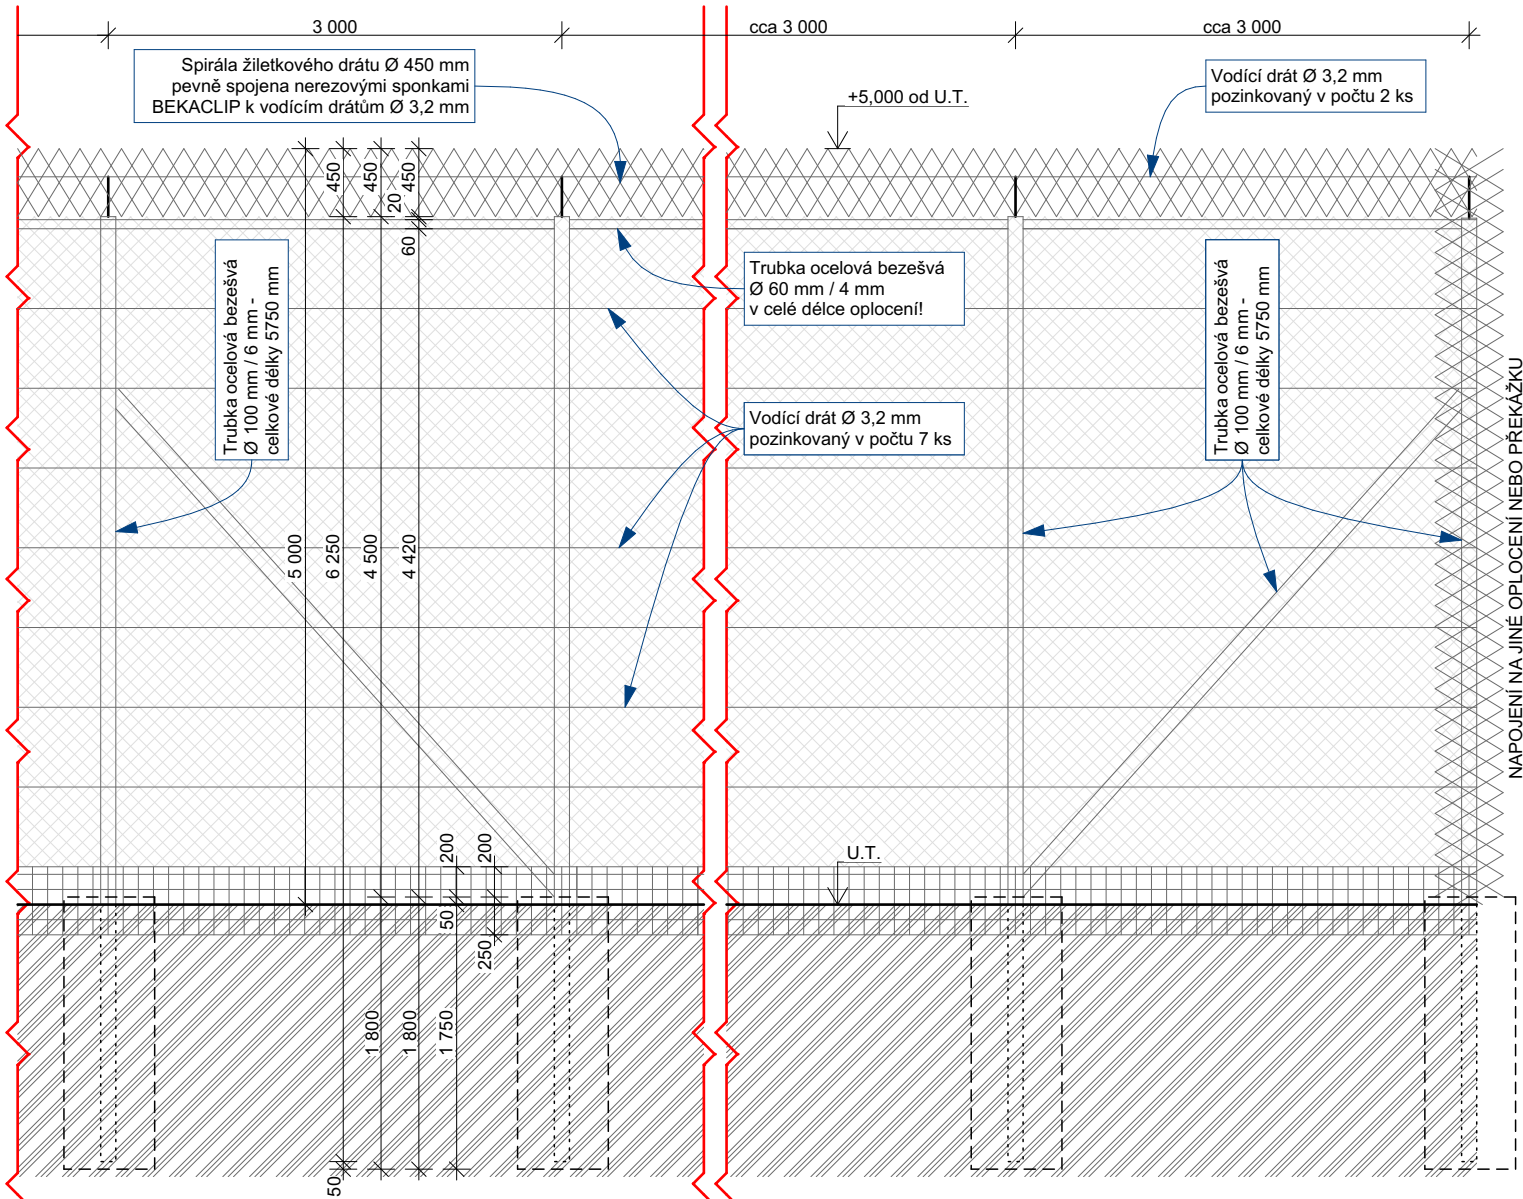 3 000
cca 3 000
cca 3 000
Spirála žiletkového drátu Ø 450 mm
pevně spojena nerezovými sponkami
BEKACLIP k vodícím drátům Ø 3,2 mm
+5,000 od U.T.
Vodící drát Ø 3,2 mm
pozinkovaný v počtu 2 ks
450
450
450
20
60
Trubka ocelová bezešvá
Ø 100 mm / 6 mm -
celkové délky 5750 mm
Trubka ocelová bezešvá
Ø 60 mm / 4 mm
v celé délce oplocení!
Trubka ocelová bezešvá
Ø 100 mm / 6 mm -
celkové délky 5750 mm
Vodící drát Ø 3,2 mm
pozinkovaný v počtu 7 ks
NAPOJENÍ NA JINÉ OPLOCENÍ NEBO PŘEKÁŽKU
5 000
6 250
4 500
4 420
200
200
U.T.
50
250
1 800
1 800
1 750
50